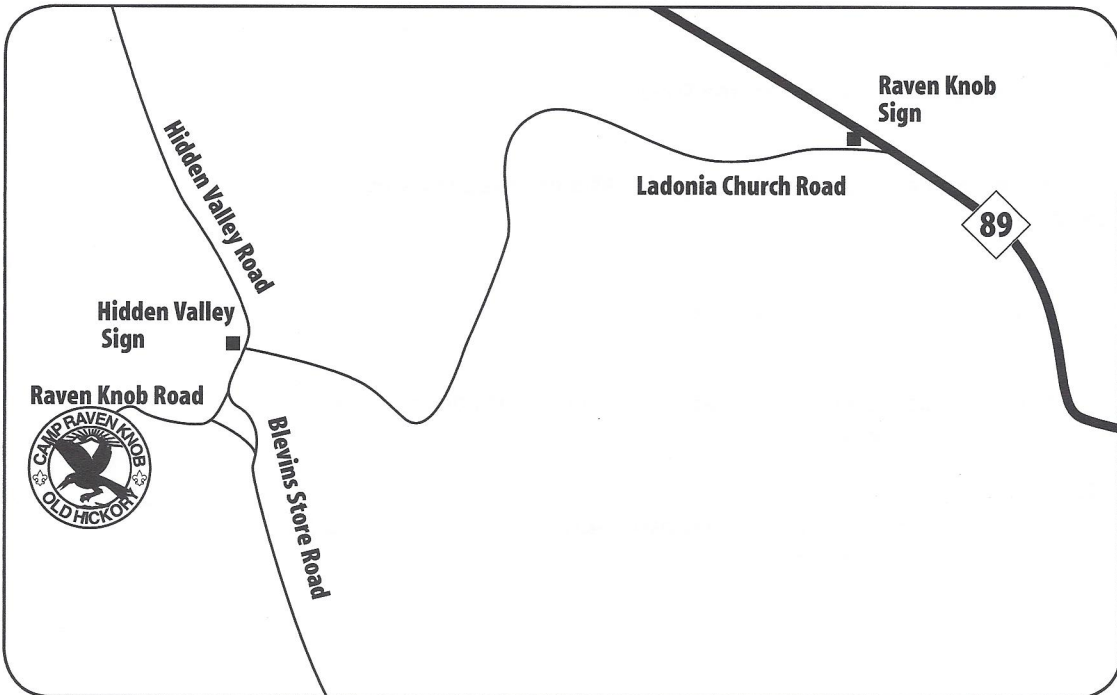 Raven Knob
Sign
Hidden Valley Road
Ladonia Church Road
89
Hidden Valley
Sign
Raven Knob Road
CAMP RAVEN KNOB
OLD HICKORY
Blevins Store Road